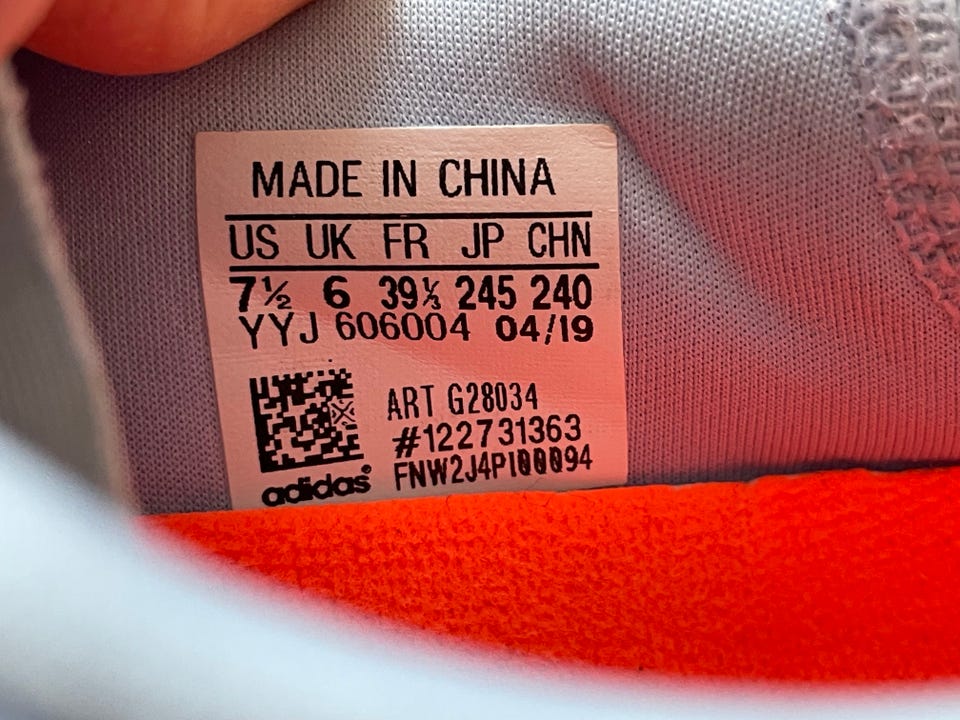 MADE IN CHINA
US UK FR JP CHN
7½ 6 39⅓ 245 240
YYJ 606004 04/19
ART G28034
#122731363
FNW2J4PI00094
adidas®